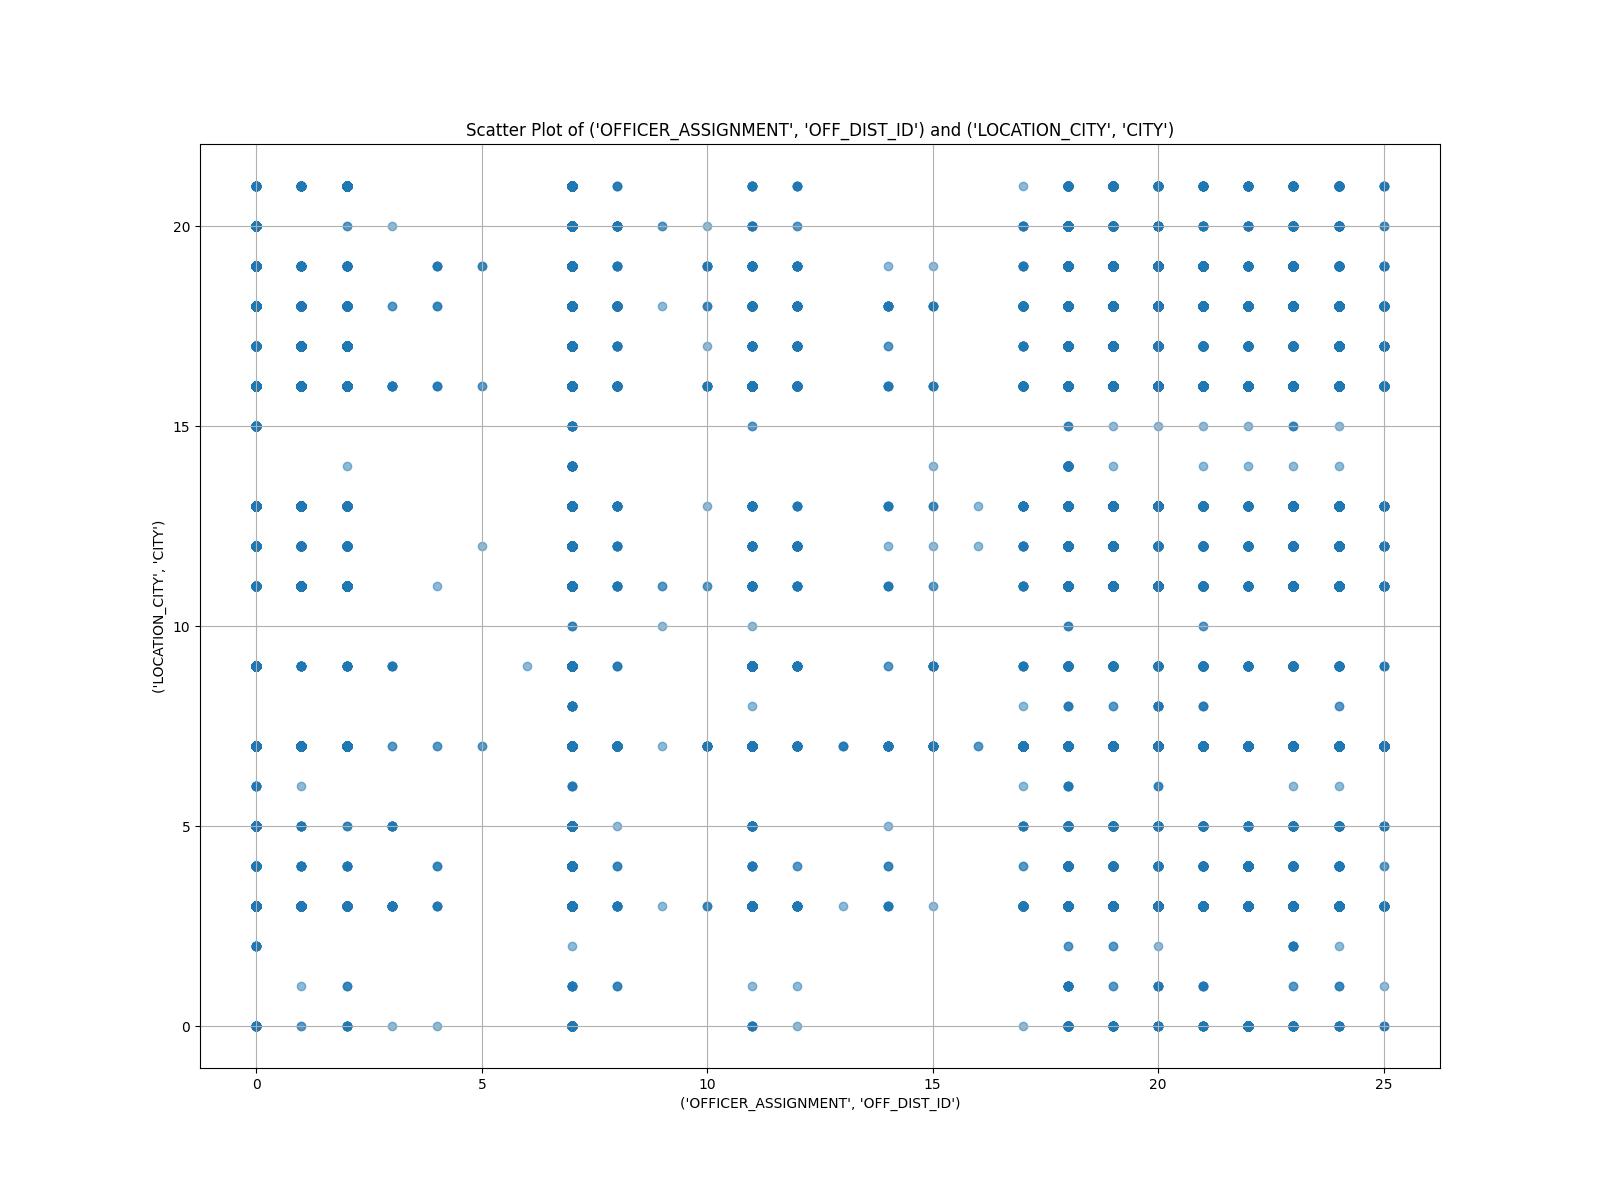 Scatter Plot of ('OFFICER_ASSIGNMENT', 'OFF_DIST_ID') and ('LOCATION_CITY', 'CITY')
20
15
10
5
0
('LOCATION_CITY', 'CITY')
0 5 10 15 20 25
('OFFICER_ASSIGNMENT', 'OFF_DIST_ID')